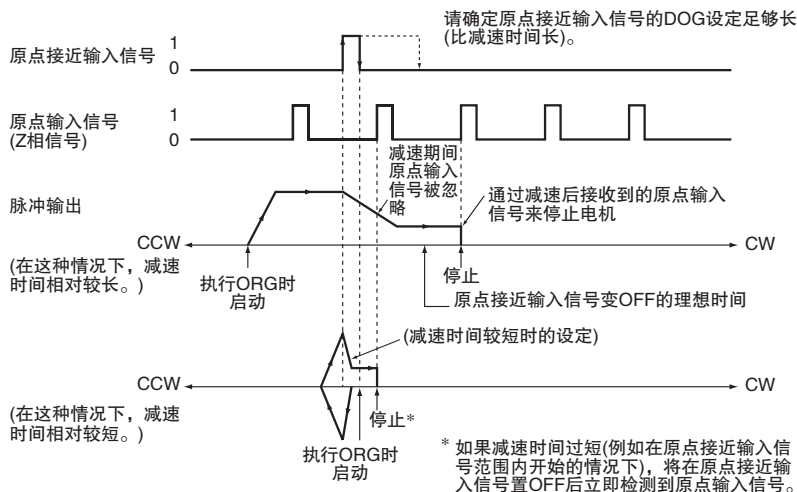 请确定原点接近输入信号的DOG设定足够长
(比减速时间长)。
原点接近输入信号
1
0
原点输入信号
(Z相信号)
1
0
减速期间
原点输入
信号被忽
略
脉冲输出
通过减速后接收到的原点输入
信号来停止电机
CCW
CW
(在这种情况下，减速
时间相对较长。)
执行ORG时
启动
停止
原点接近输入信号变OFF的理想时间
(减速时间较短时的设定)
CCW
CW
(在这种情况下，减速
时间相对较短。)
停止*
执行ORG时
启动
* 如果减速时间过短(例如在原点接近输入信
号范围内开始的情况下)，将在原点接近输
入信号置OFF后立即检测到原点输入信号。